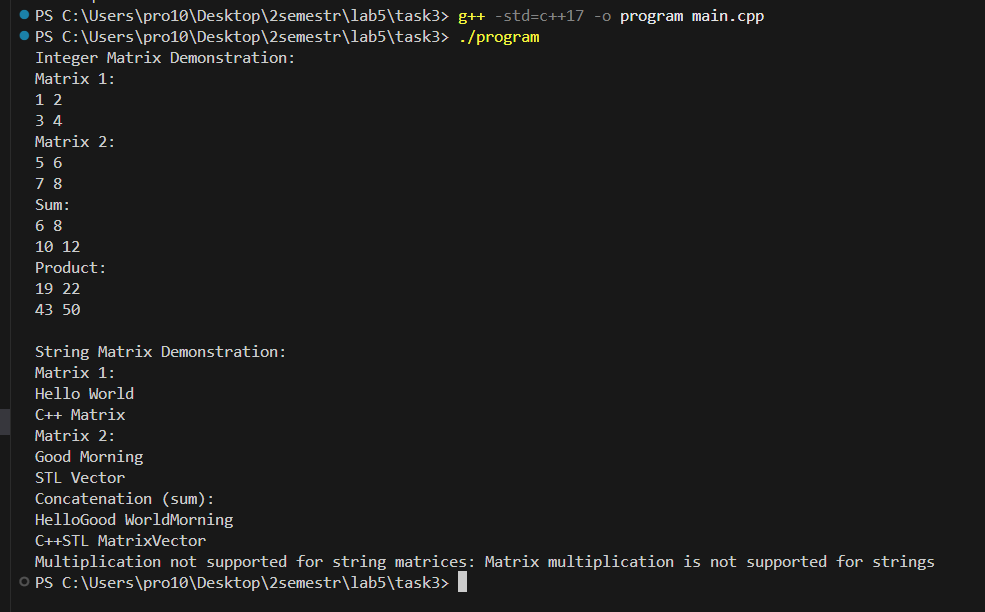 PS C:\Users\pro10\Desktop\2semestr\lab5\task3> g++ -std=c++17 -o program main.cpp
PS C:\Users\pro10\Desktop\2semestr\lab5\task3> ./program
Integer Matrix Demonstration:
Matrix 1:
1 2
3 4
Matrix 2:
5 6
7 8
Sum:
6 8
10 12
Product:
19 22
43 50
String Matrix Demonstration:
Matrix 1:
Hello World
C++ Matrix
Matrix 2:
Good Morning
STL Vector
Concatenation (sum):
HelloGood WorldMorning
C++STL MatrixVector
Multiplication not supported for string matrices: Matrix multiplication is not supported for strings
PS C:\Users\pro10\Desktop\2semestr\lab5\task3>